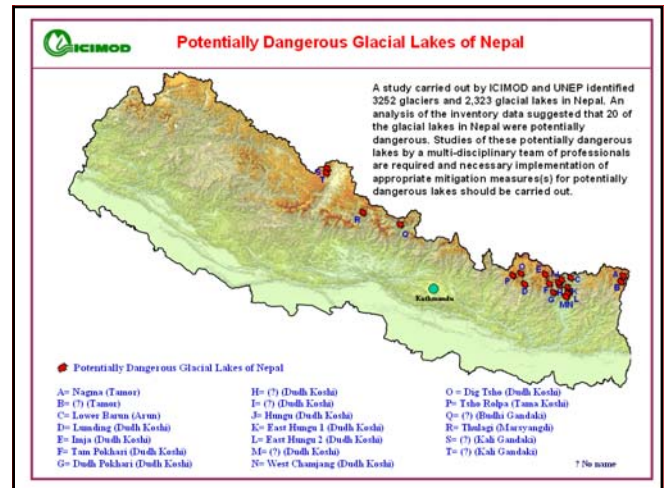 ICIMOD
Potentially Dangerous Glacial Lakes of Nepal
A study carried out by ICIMOD and UNEP identified
3252 glaciers and 2,323 glacial lakes in Nepal. An
analysis of the inventory data suggested that 20 of
the glacial lakes in Nepal were potentially
dangerous. Studies of these potentially dangerous
lakes by a multi-disciplinary team of professionals
are required and necessary implementation of
appropriate mitigation measures(s) for potentially
dangerous lakes should be carried out.
S
T
R
Q
O
P
D
E
F
G
C
K
L
MN
A
B
Kathmandu
Potentially Dangerous Glacial Lakes of Nepal
A= Nagma (Tamor)
B= (?) (Tamor)
C= Lower Barun (Arun)
D= Lumding (Dudh Koshi)
E= Imja (Dudh Koshi)
F= Tam Pokhari (Dudh Koshi)
G= Dudh Pokhari (Dudh Koshi)
H= (?) (Dudh Koshi)
I= (?) (Dudh Koshi)
J= Hungu (Dudh Koshi)
K= East Hungu 1 (Dudh Koshi)
L= East Hungu 2 (Dudh Koshi)
M= (?) (Dudh Koshi)
N= West Chamjang (Dudh Koshi)
O = Dig Tsho (Dudh Koshi)
P= Tsho Rolpa (Tama Koshi)
Q= (?) (Budhi Gandaki)
R= Thulagi (Marsyangdi)
S= (?) (Kali Gandaki)
T= (?) (Kali Gandaki)
? No name